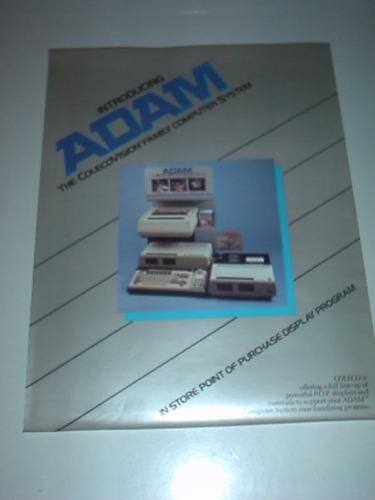 INTRODUCING
ADAM
THE COLECOVISION FAMILY COMPUTER SYSTEM
ADAM
IN STORE POINT OF PURCHASE DISPLAY PROGRAM
COLECO is
offering a full line-up of
powerful P.O.P. displays and
materials to support your ADAM™
Computer System merchandising program